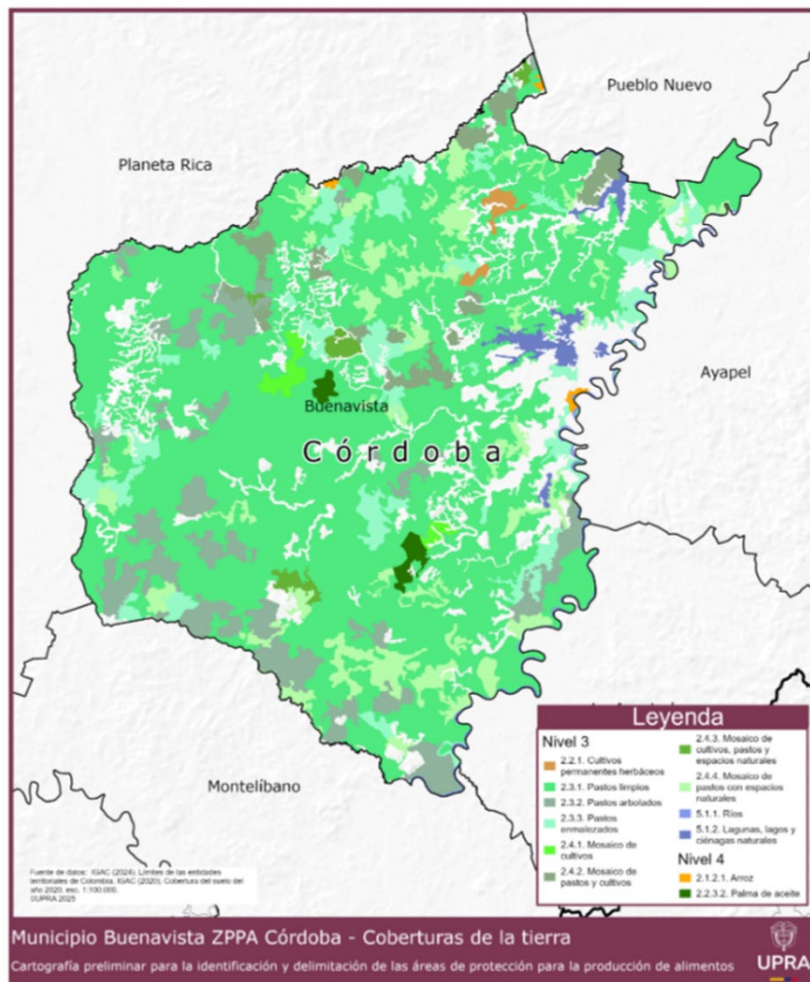 Pueblo Nuevo
Planeta Rica
Ayapel
Buenavista
Córdoba
Montelíbano
Leyenda
Nivel 3
2.2.1. Cultivos
permanentes herbáceos
2.3.1. Pastos limpios
2.3.2. Pastos arbolados
2.3.3. Pastos
enmalezados
2.4.1. Mosaico de
cultivos
2.4.2. Mosaico de
pastos y cultivos
2.4.3. Mosaico de
cultivos, pastos y
espacios naturales
2.4.4. Mosaico de
pastos con espacios
naturales
5.1.1. Ríos
5.1.2. Lagunas, lagos y
ciénagas naturales
Nivel 4
2.1.2.1. Arroz
2.2.3.2. Palma de aceite
Fuente de datos: IGAC (2024). Límites de las entidades
territoriales de Colombia. IGAC (2020). Cobertura del suelo del
año 2020. esc. 1:100.000.
©UPRA 2025
Municipio Buenavista ZPPA Córdoba - Coberturas de la tierra
Cartografía preliminar para la identificación y delimitación de las áreas de protección para la producción de alimentos
UPRA